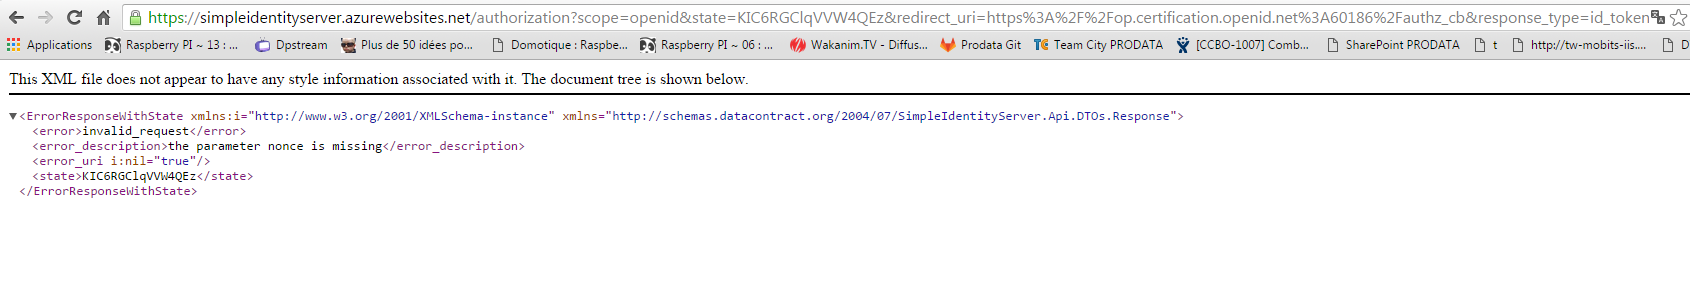 https://simpleidentityserver.azurewebsites.net/authorization?scope=openid&state=KIC6RGClqVVW4QEz&redirect_uri=https%3A%2F%2Fop.certification.openid.net%3A60186%2Fauthz_cb&response_type=id_token
Applications Raspberry PI ~ 13 : ... Dpstream Plus de 50 idées po... Domotique : Raspbe... Raspberry PI ~ 06 : ... Wakanim.TV - Diffus... Prodata Git TC Team City PRODATA [CCBO-1007] Comb... SharePoint PRODATA t http://tw-mobits-iis.... D
This XML file does not appear to have any style information associated with it. The document tree is shown below.
▼<ErrorResponseWithState xmlns:i="http://www.w3.org/2001/XMLSchema-instance" xmlns="http://schemas.datacontract.org/2004/07/SimpleIdentityServer.Api.DTOs.Response">
<error>invalid_request</error>
<error_description>the parameter nonce is missing</error_description>
<error_uri i:nil="true"/>
<state>KIC6RGClqVVW4QEz</state>
</ErrorResponseWithState>